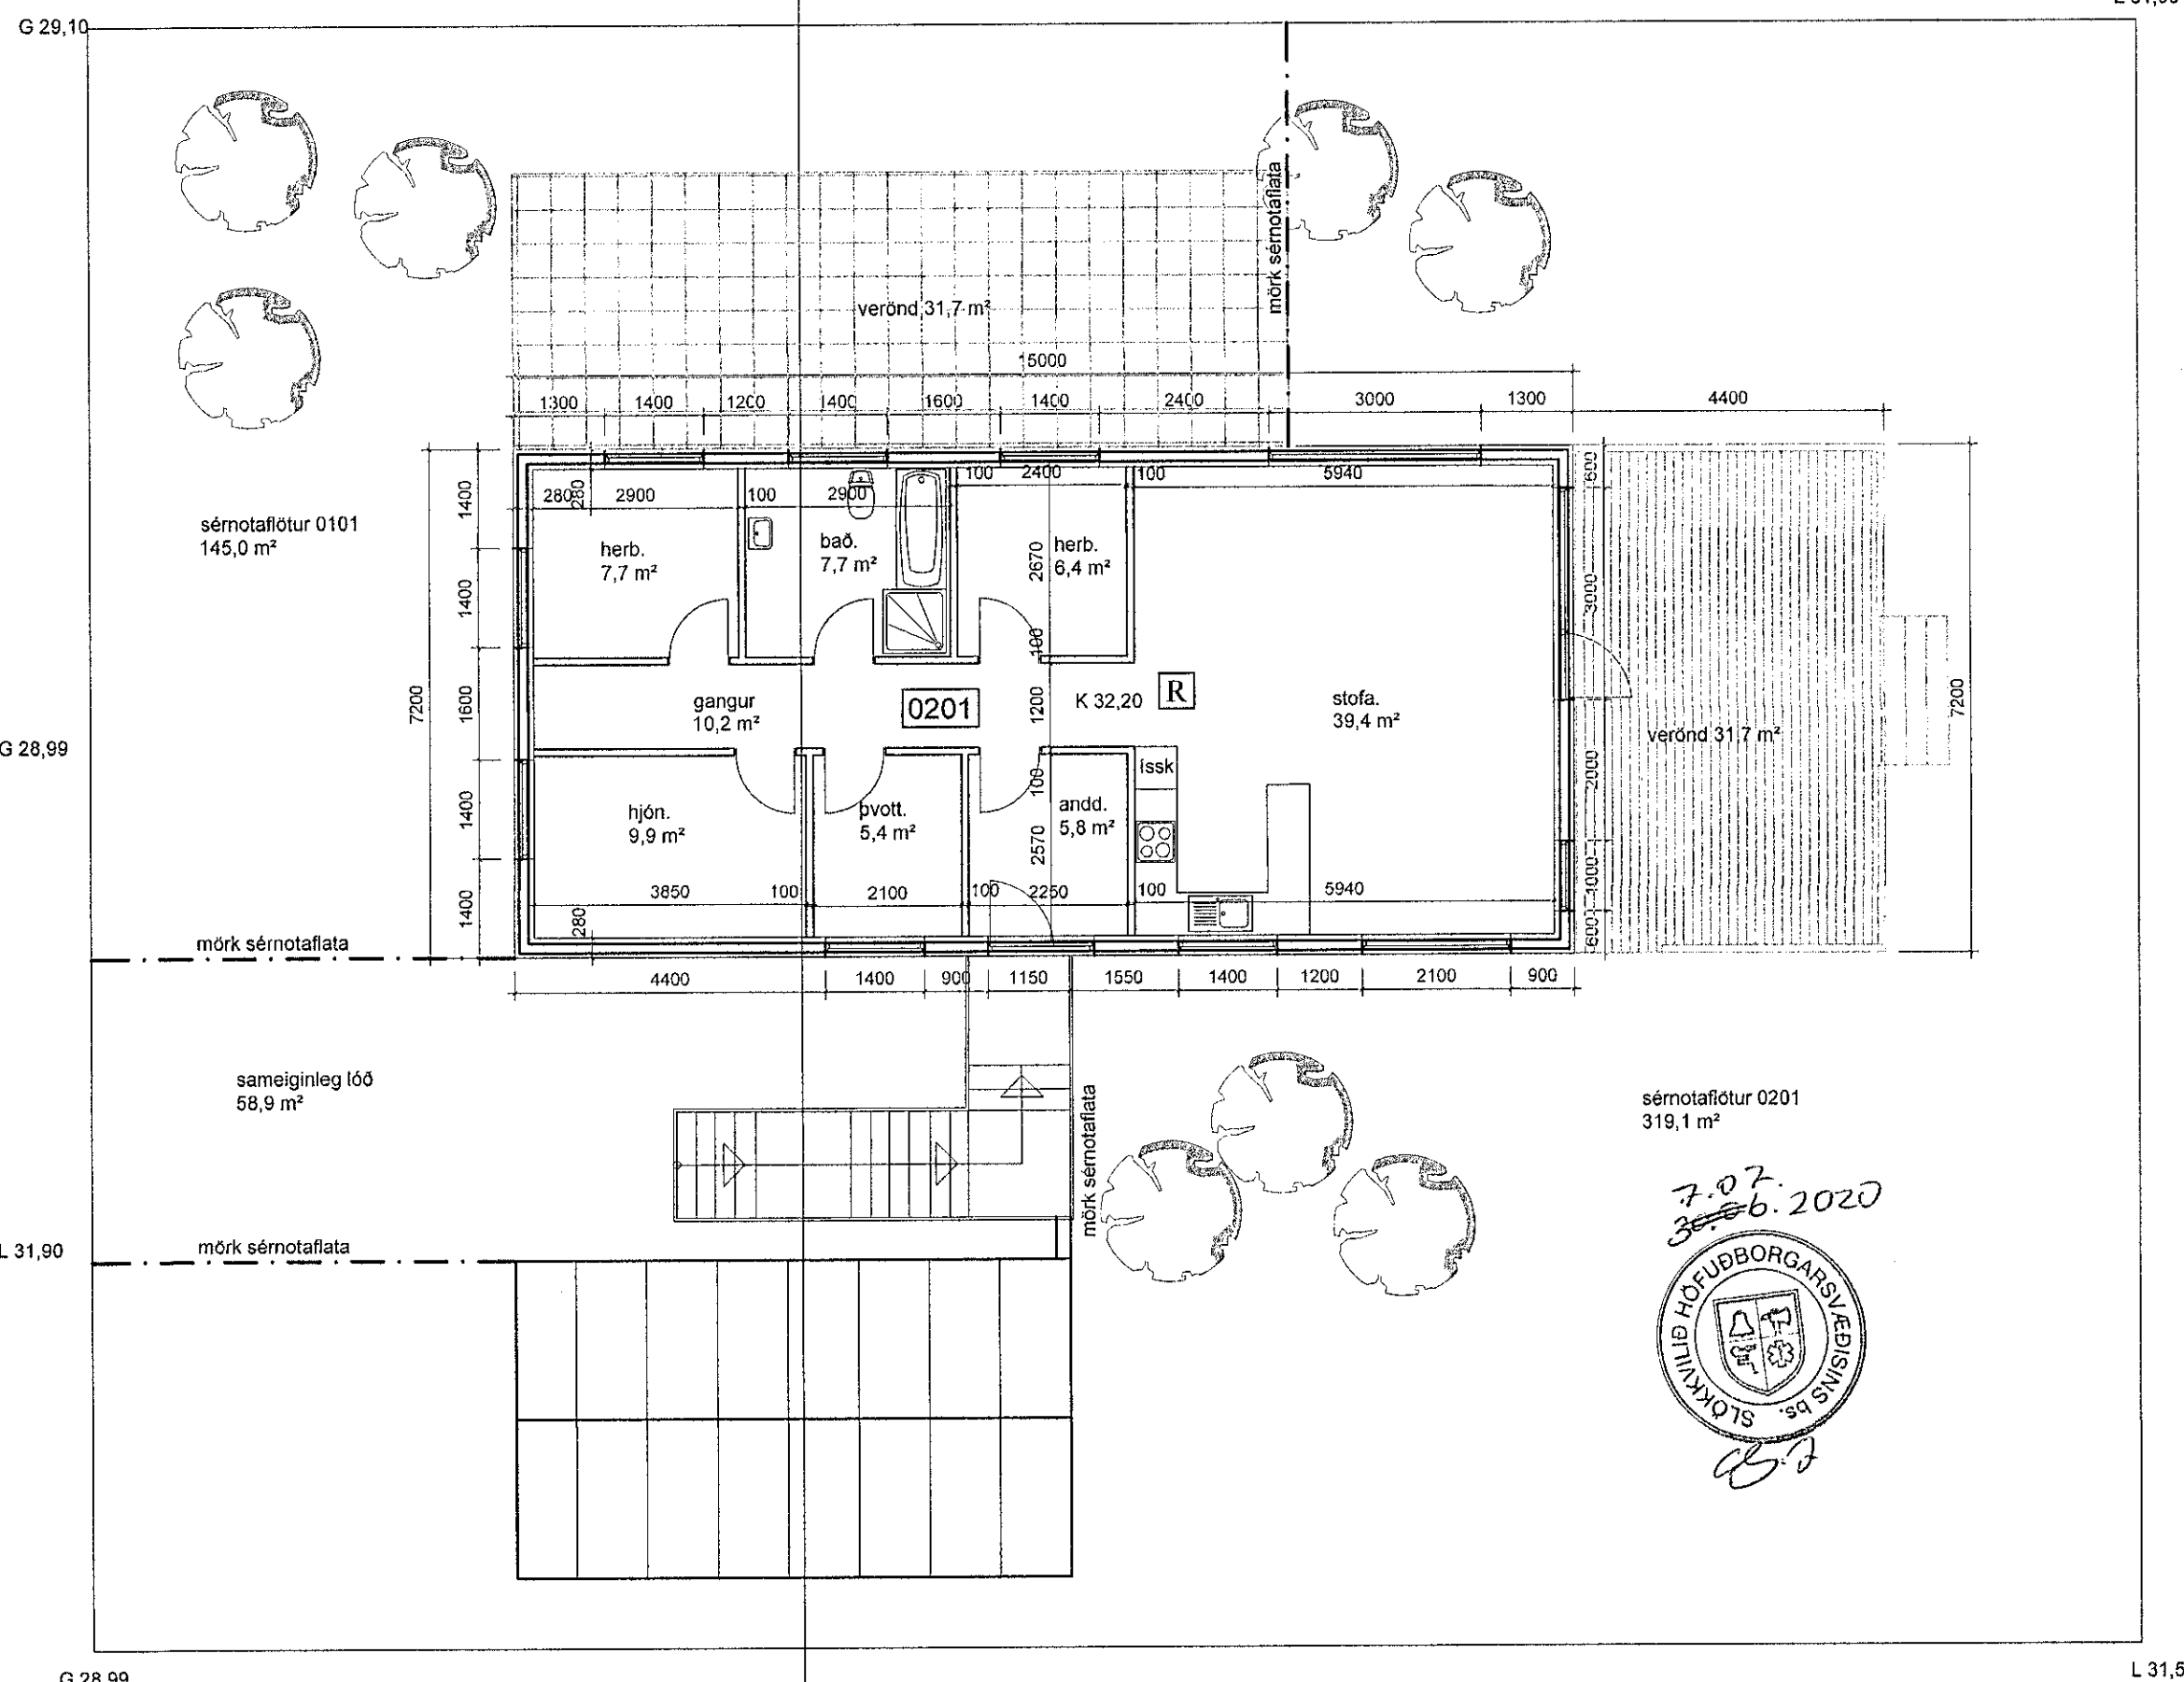 G 29,10
verönd 31,7 m²
mörk sérnotaflata
15000
1300 1400 1200 1400 1600 1400 2400 3000 1300 4400
100 2400 100 5940
280 280 2900 100 2900
600
1400
sérnotaflötur 0101
145,0 m²
herb.
7,7 m²
bað.
7,7 m²
herb.
6,4 m²
2670
1400
3000
100
7200
1600
gangur
10,2 m²
0201
1200
K 32,20
R
stofa.
39,4 m²
verönd 31,7 m²
7200
G 28,99
íssk
100
2000
1400
hjón.
9,9 m²
þvott.
5,4 m²
andd.
5,8 m²
2570
3850 100 2100 100 2250 100 5940
1400
280
1000
600
mörk sérnotaflata
4400 1400 900 1150 1550 1400 1200 2100 900
sameiginleg lóð
58,9 m²
mörk sérnotaflata
sérnotaflötur 0201
319,1 m²
7.07.
30.06.2020
L 31,90
mörk sérnotaflata
SLÖKKVILIÐ HÖFUÐBORGARSVÆÐISINS bs.
G 28,99
L 31,5